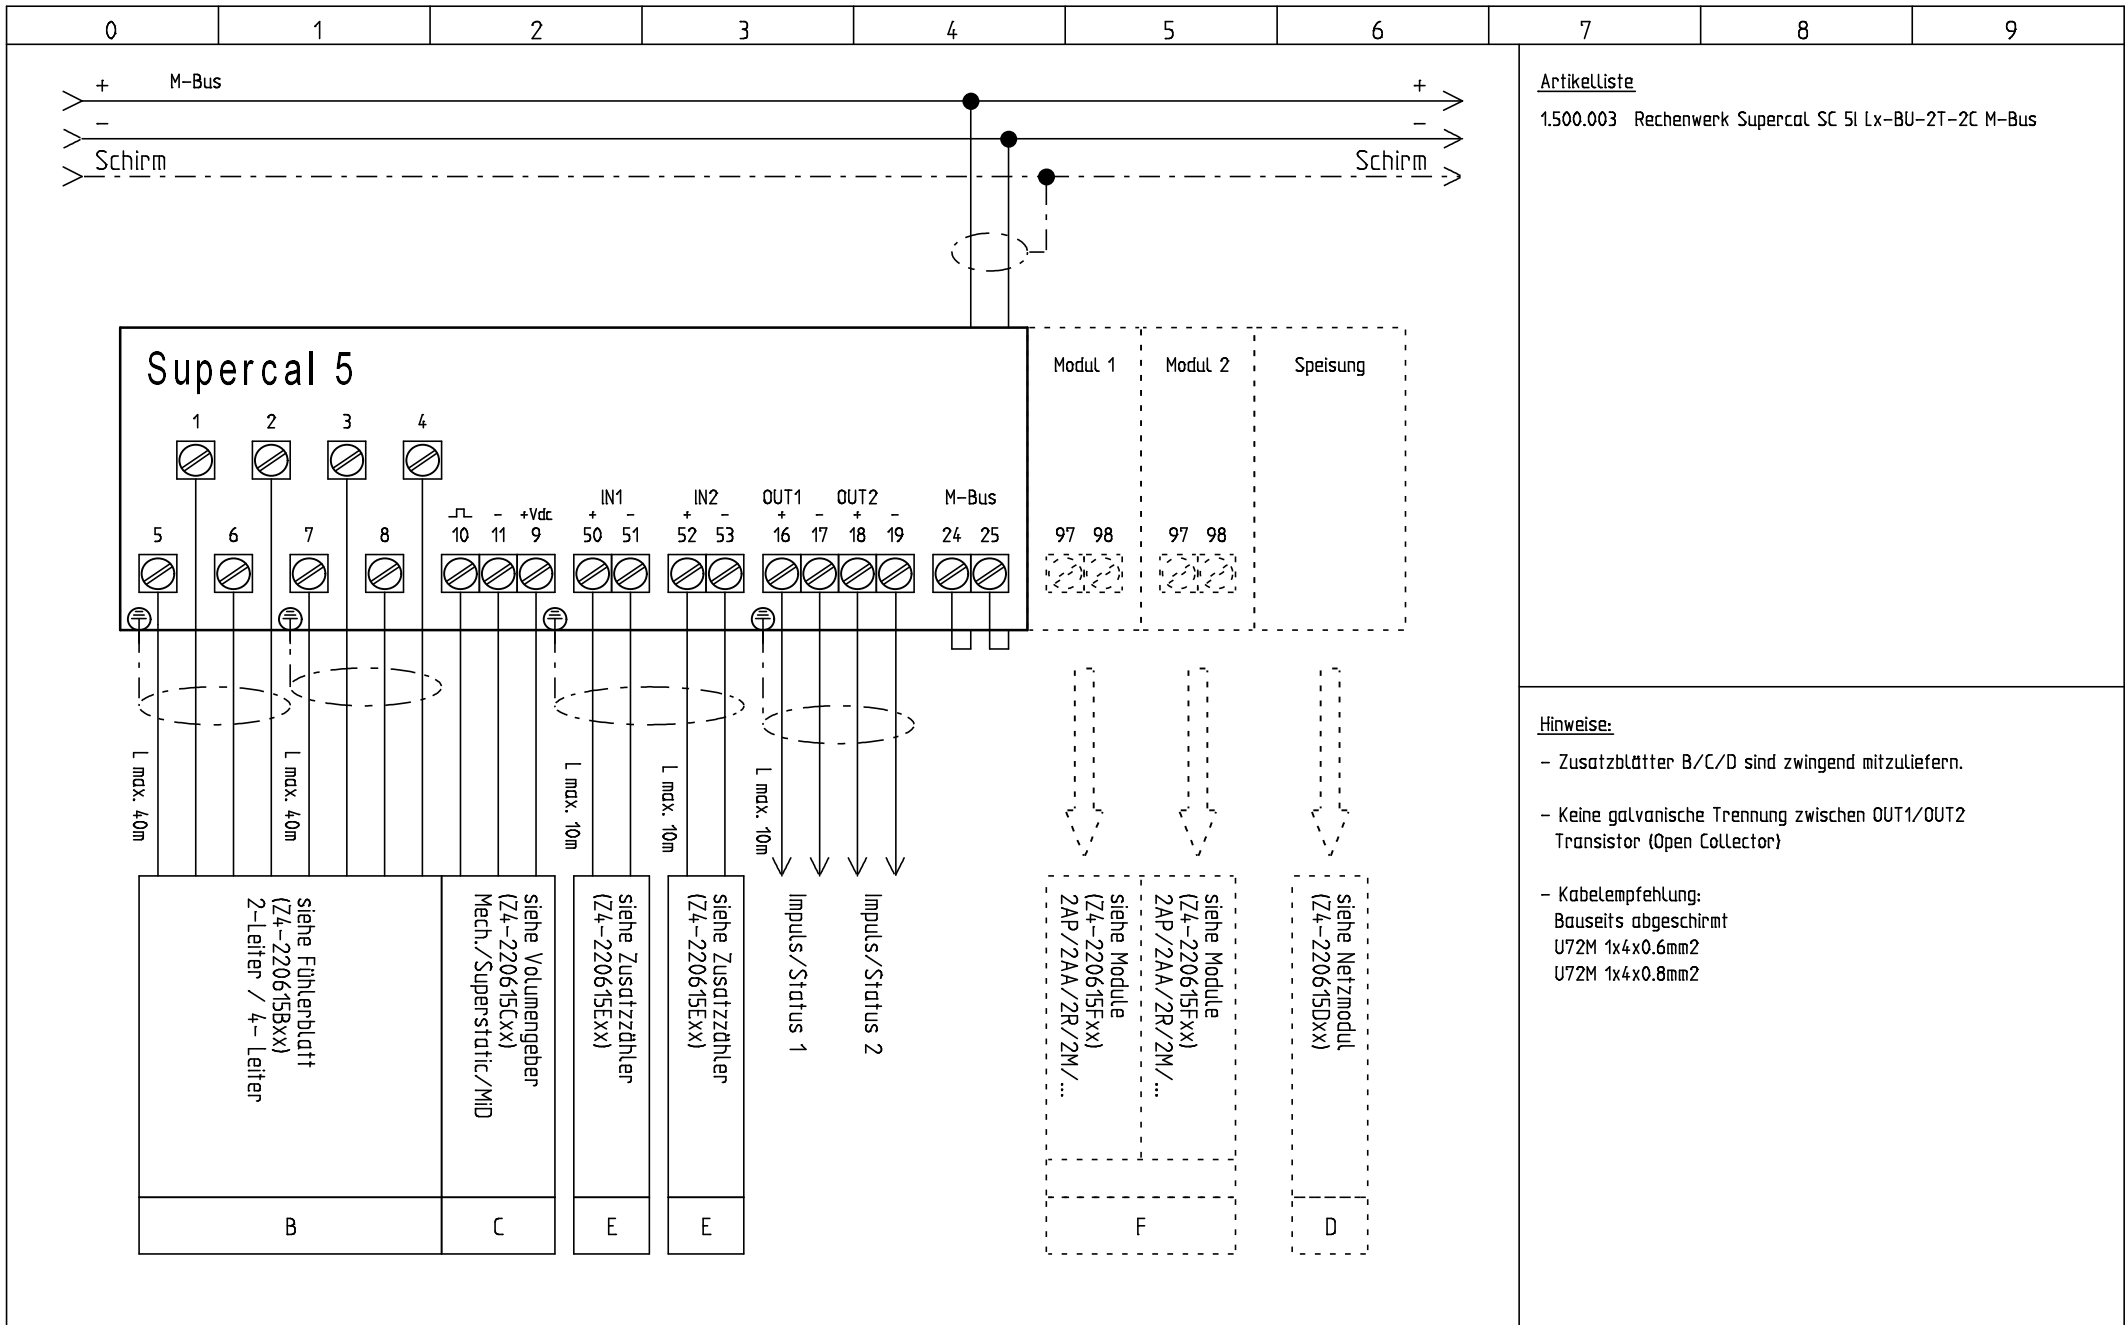 0 1 2 3 4 5 6 7 8 9
+ M-Bus +
- -
Schirm Schirm
Artikelliste
1.500.003 Rechenwerk Supercal SC 5I Lx-BU-2T-2C M-Bus
Supercal 5
Modul 1 Modul 2 Speisung
1 2 3 4
IN1 IN2 OUT1 OUT2 M-Bus
- +Vdc + - + - + - + -
5 6 7 8 10 11 9 50 51 52 53 16 17 18 19 24 25 97 98 97 98
L max. 40m
L max. 40m
L max. 10m
L max. 10m
L max. 10m
siehe Fühlerblatt
(Z4-220615Bxx)
2-Leiter / 4- Leiter
siehe Volumengeber
(Z4-220615Cxx)
Mech./Superstatic/MID
siehe Zusatzzähler
(Z4-220615Exx)
siehe Zusatzzähler
(Z4-220615Exx)
Impuls/Status 1
Impuls/Status 2
siehe Module
(Z4-220615Fxx)
2AP/2AA/2R/2M/...
siehe Module
(Z4-220615Fxx)
2AP/2AA/2R/2M/...
siehe Netzmodul
(Z4-220615Dxx)
B C E E F D
Hinweise:
- Zusatzblätter B/C/D sind zwingend mitzuliefern.
- Keine galvanische Trennung zwischen OUT1/OUT2
Transistor (Open Collector)
- Kabelempfehlung:
Bauseits abgeschirmt
U72M 1x4x0.6mm2
U72M 1x4x0.8mm2